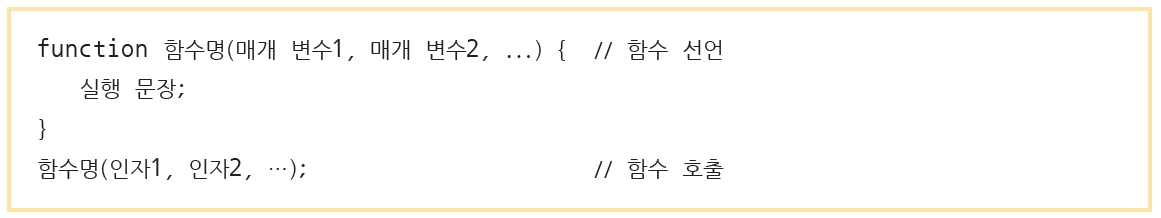 function 함수명(매개 변수1, 매개 변수2, ...) { // 함수 선언
실행 문장;
}
함수명(인자1, 인자2, …); // 함수 호출